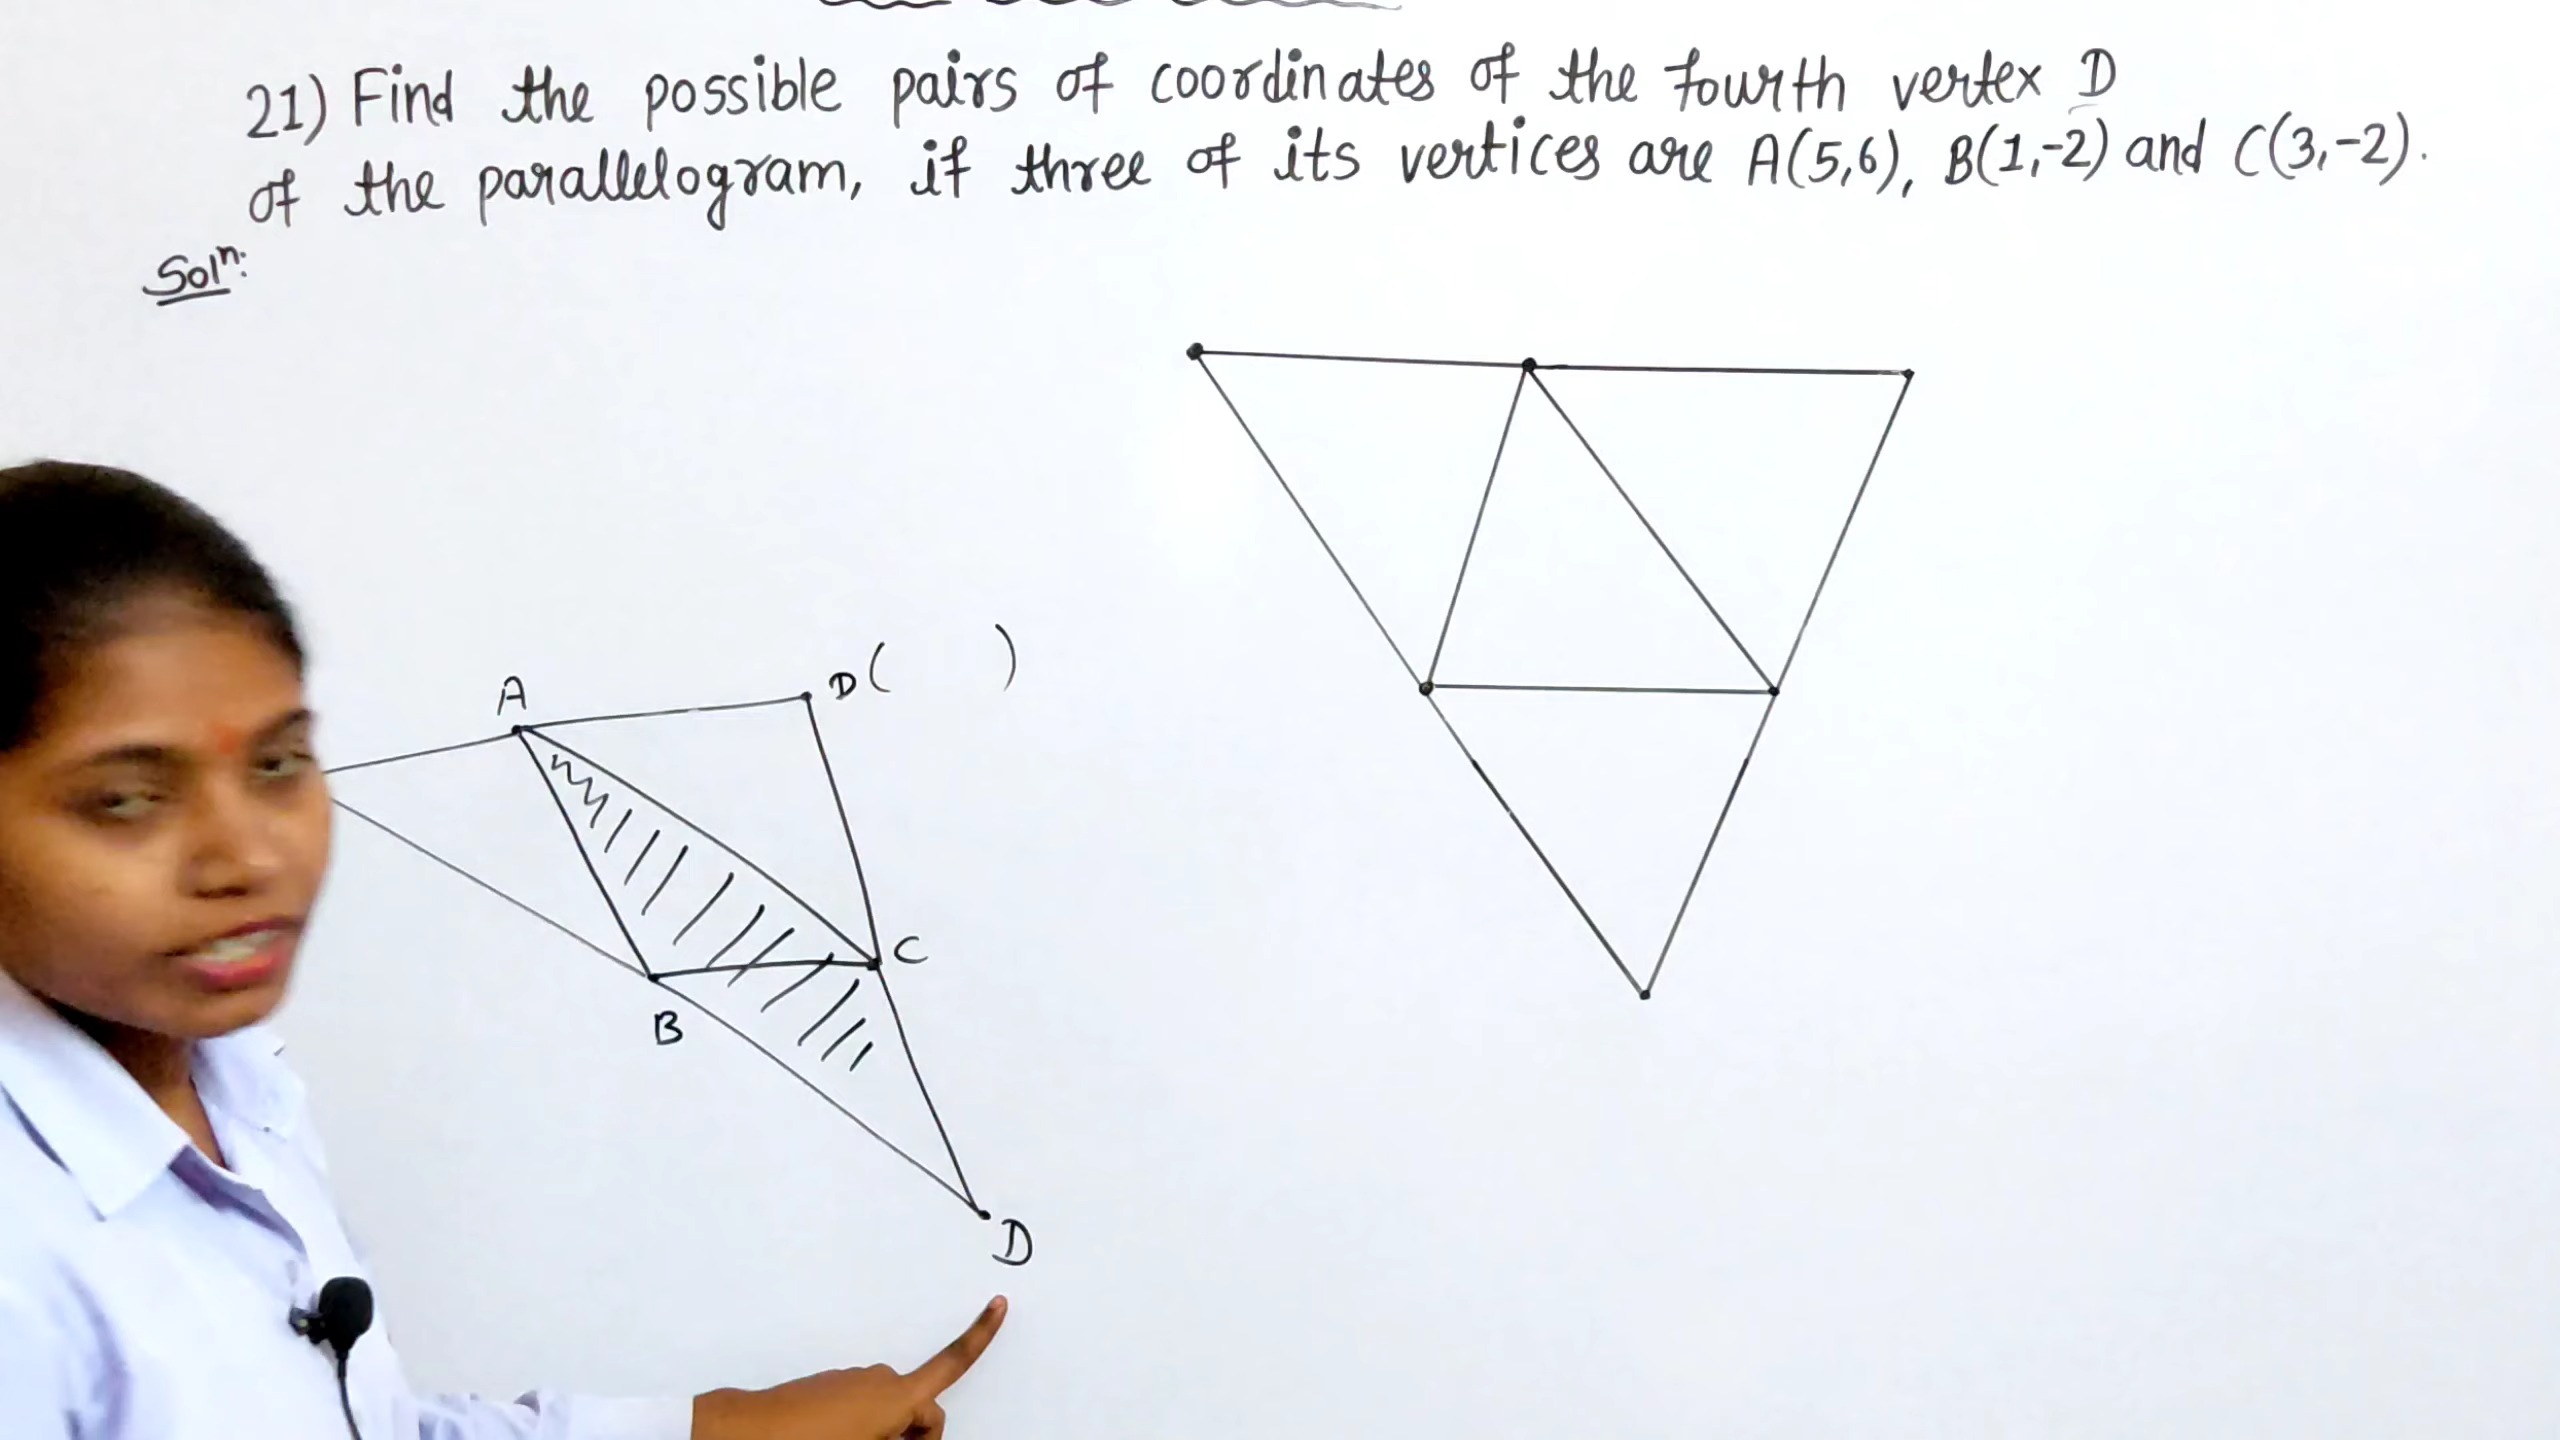 21) Find the possible pairs of coordinates of the fourth vertex D
of the parallelogram, if three of its vertices are A(5,6), B(1,-2) and C(3,-2).
Solⁿ:
A
D( )
C
B
D